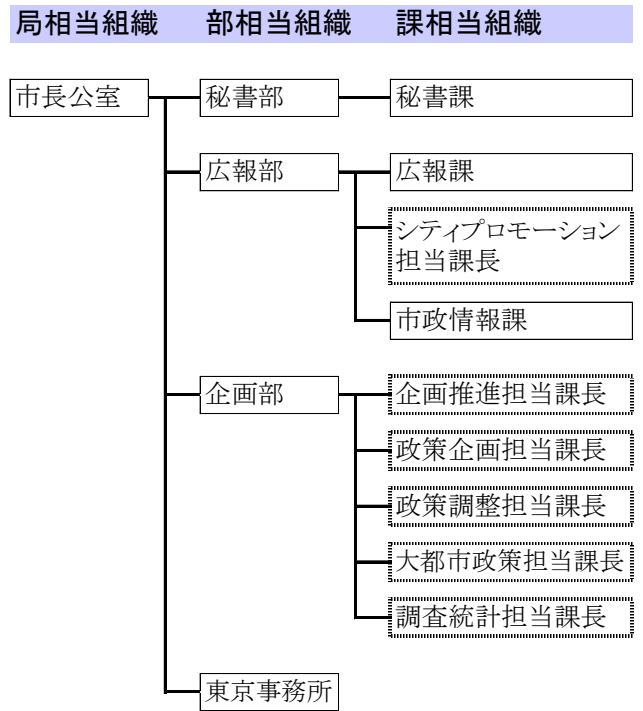 局相当組織 部相当組織 課相当組織
市長公室 秘書部 秘書課
広報部 広報課
シティプロモーション
担当課長
市政情報課
企画部 企画推進担当課長
政策企画担当課長
政策調整担当課長
大都市政策担当課長
調査統計担当課長
東京事務所